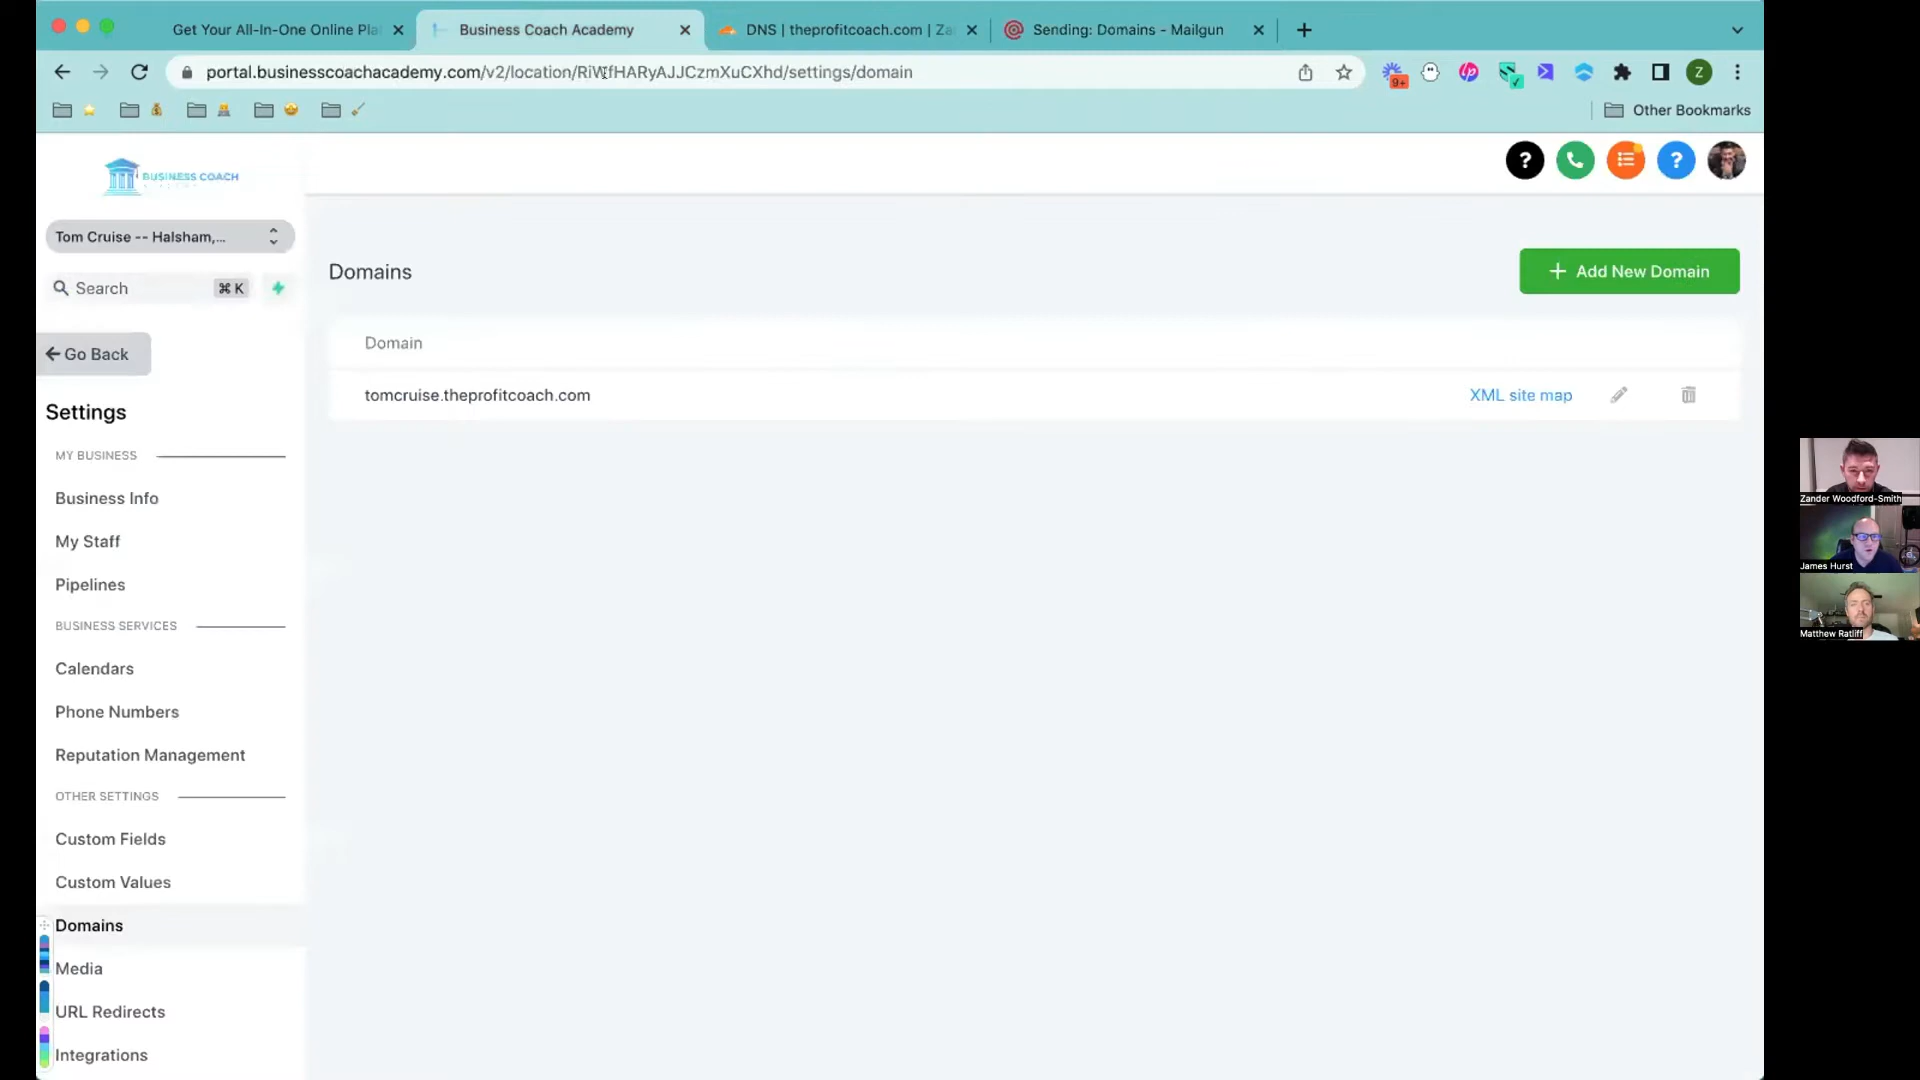 Get Your All-In-One Online Pla
Business Coach Academy
DNS | theprofitcoach.com | Za
Sending: Domains - Mailgun
portal.businesscoachacademy.com/v2/location/RiWfHARyAJJCzmXuCXhd/settings/domain
9+
Z
Other Bookmarks
BUSINESS COACH
Tom Cruise -- Halsham,...
Search
⌘ K
Go Back
Settings
MY BUSINESS
Business Info
My Staff
Pipelines
BUSINESS SERVICES
Calendars
Phone Numbers
Reputation Management
OTHER SETTINGS
Custom Fields
Custom Values
Domains
Media
URL Redirects
Integrations
Domains
+ Add New Domain
Domain
tomcruise.theprofitcoach.com
XML site map
Zander Woodford-Smith
James Hurst
Matthew Ratliff